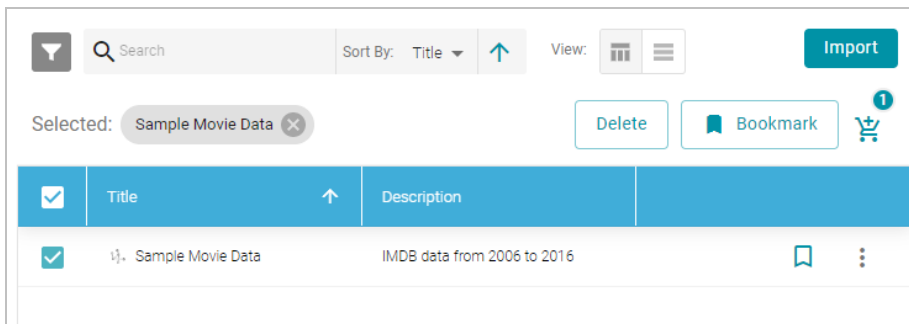 Search Sort By: Title View: Import
Selected: Sample Movie Data Delete Bookmark 1
Title Description
Sample Movie Data IMDB data from 2006 to 2016